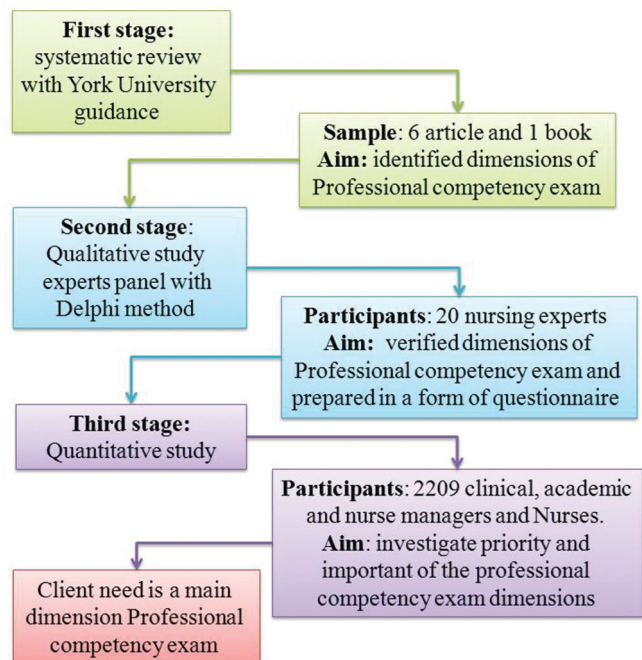 First stage:
systematic review
with York University
guidance
Sample: 6 article and 1 book
Aim: identified dimensions of
Professional competency exam
Second stage:
Qualitative study
experts panel with
Delphi method
Participants: 20 nursing experts
Aim: verified dimensions of
Professional competency exam and
prepared in a form of questionnaire
Third stage:
Quantitative study
Participants: 2209 clinical, academic
and nurse managers and Nurses.
Aim: investigate priority and
important of the professional
competency exam dimensions
Client need is a main
dimension Professional
competency exam